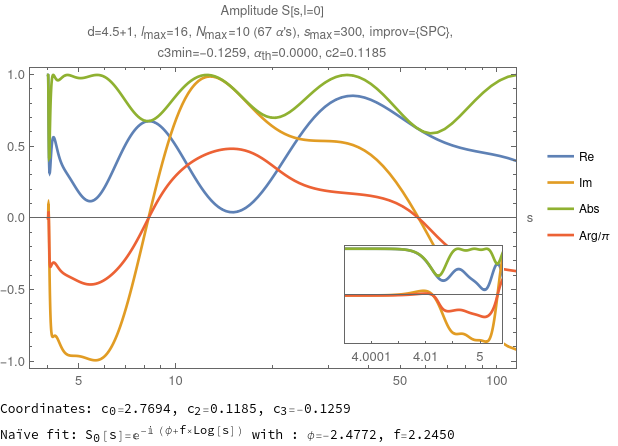 Amplitude S[s,l=0]
d=4.5+1, lmax=16, Nmax=10 (67 α's), smax=300, improv={SPC},
c3min=−0.1259, αth=0.0000, c2=0.1185
1.0
0.5
0.0
−0.5
−1.0
5
10
50
100
s
Re
Im
Abs
Arg/π
4.0001
4.01
5
Coordinates: c0=2.7694, c2=0.1185, c3=−0.1259
Naïve fit: S0[s]=e^−i (ϕ+f×Log[s]) with : ϕ=−2.4772, f=2.2450